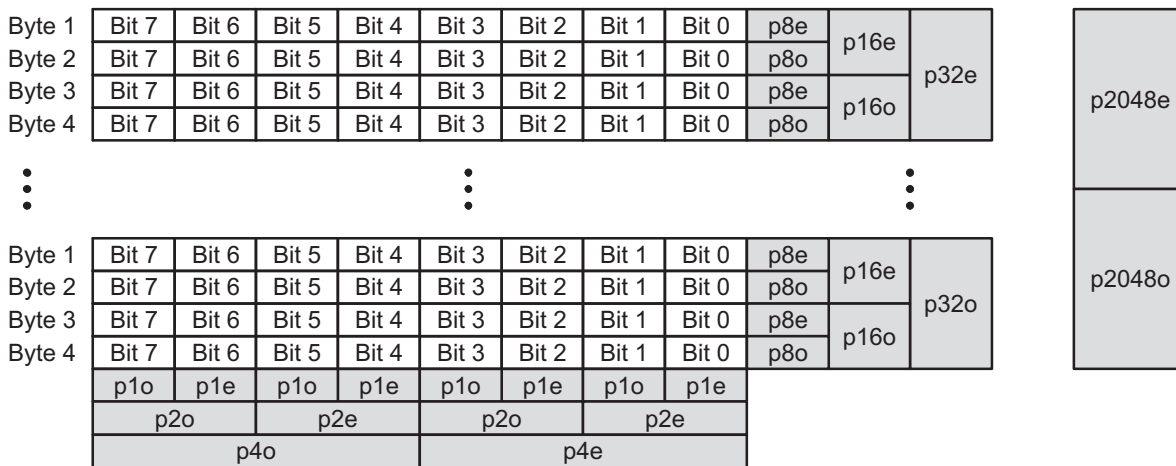 Byte 1 Bit 7 Bit 6 Bit 5 Bit 4 Bit 3 Bit 2 Bit 1 Bit 0 p8e p16e p32e p2048e
Byte 2 Bit 7 Bit 6 Bit 5 Bit 4 Bit 3 Bit 2 Bit 1 Bit 0 p8o
Byte 3 Bit 7 Bit 6 Bit 5 Bit 4 Bit 3 Bit 2 Bit 1 Bit 0 p8e p16o
Byte 4 Bit 7 Bit 6 Bit 5 Bit 4 Bit 3 Bit 2 Bit 1 Bit 0 p8o
Byte 1 Bit 7 Bit 6 Bit 5 Bit 4 Bit 3 Bit 2 Bit 1 Bit 0 p8e p16e p32o p2048o
Byte 2 Bit 7 Bit 6 Bit 5 Bit 4 Bit 3 Bit 2 Bit 1 Bit 0 p8o
Byte 3 Bit 7 Bit 6 Bit 5 Bit 4 Bit 3 Bit 2 Bit 1 Bit 0 p8e p16o
Byte 4 Bit 7 Bit 6 Bit 5 Bit 4 Bit 3 Bit 2 Bit 1 Bit 0 p8o
p1o p1e p1o p1e p1o p1e p1o p1e
p2o p2e p2o p2e
p4o p4e